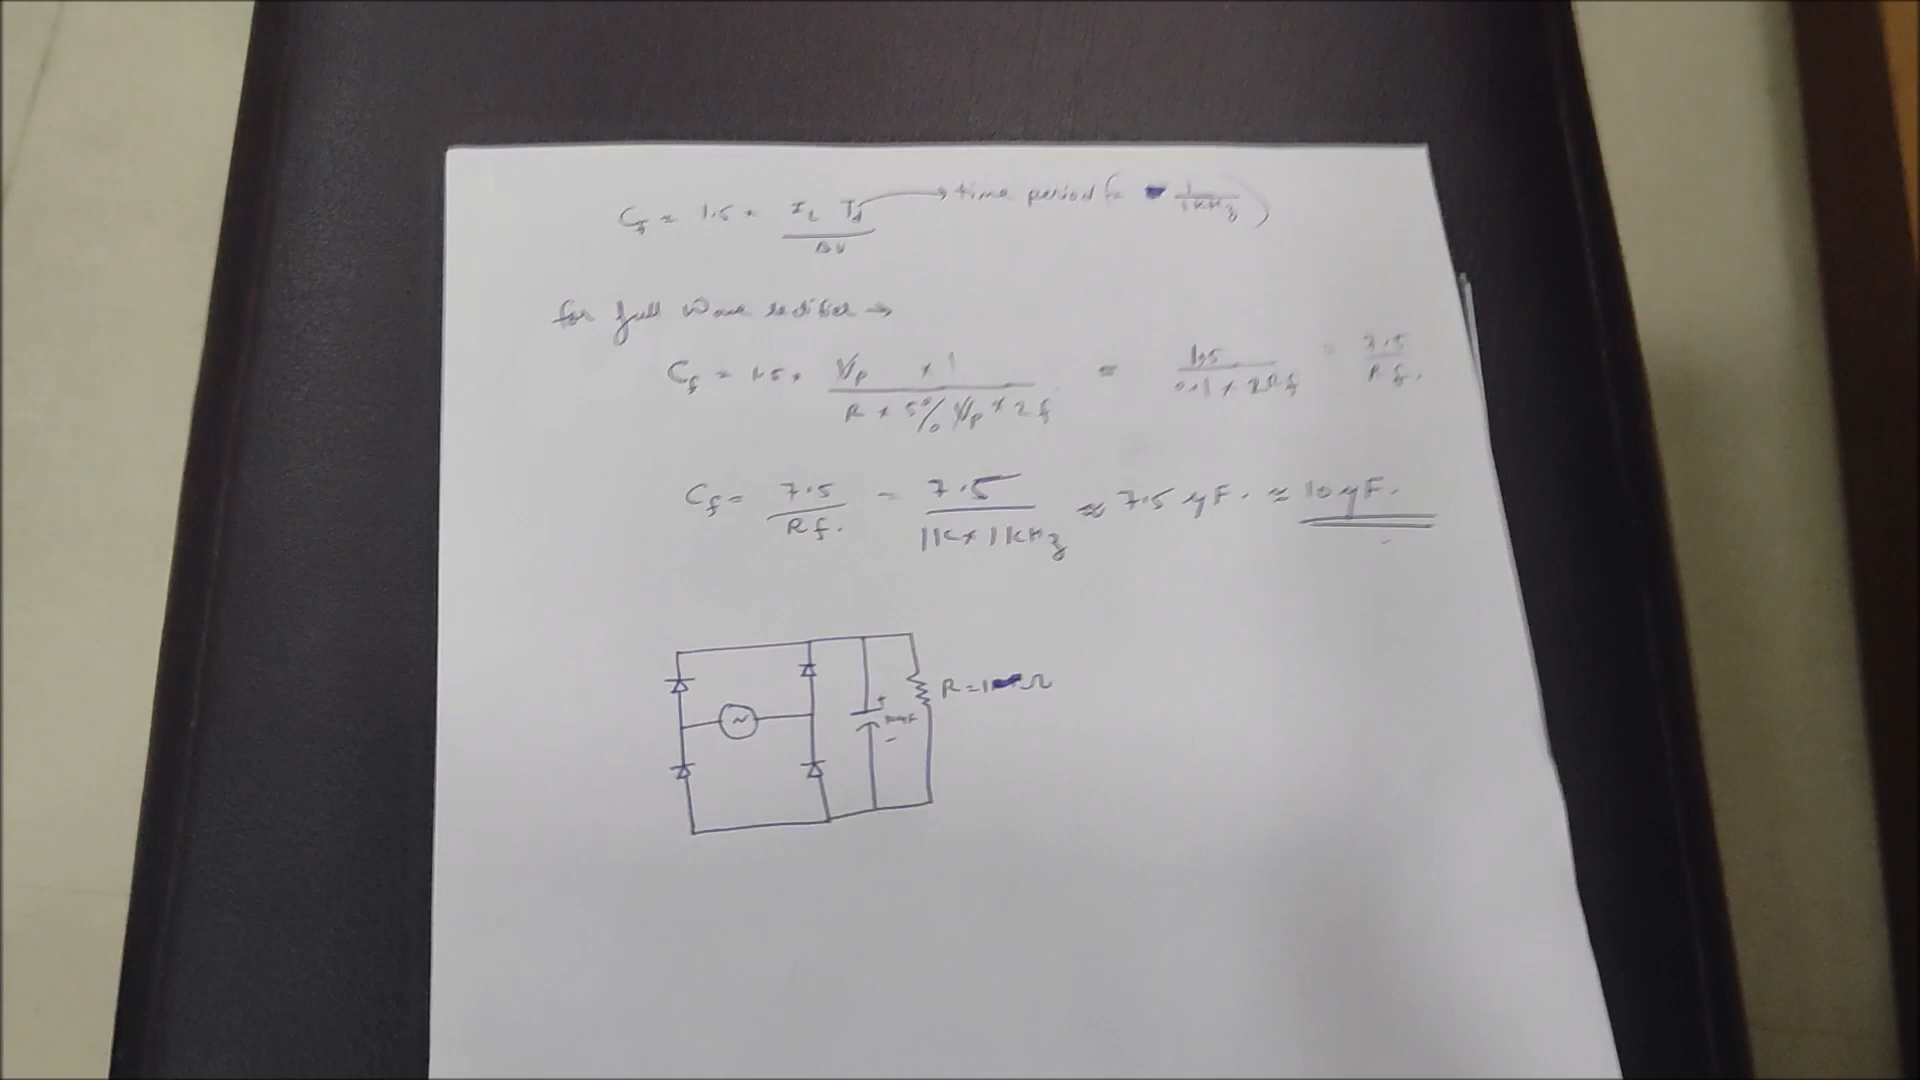 Cf = 1.5 × IL Td / ΔV → time period ( 1/1kHz )
for full wave rectifier →
Cf = 1.5 × Vp × 1 / R × 5% Vp × 2f = 1.5 / 0.1 × Rf = 7.5 / Rf.
Cf = 7.5 / Rf. = 7.5 / 1K × 1kHz ≈ 7.5 µF. ≈ 10 µF.
~ + − R = 1 Ω